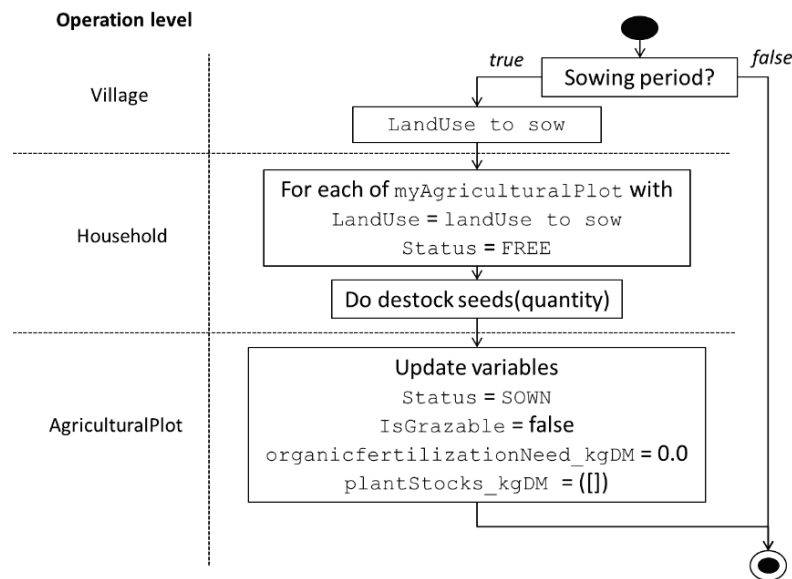 Operation level
true
false
Sowing period?
Village
LandUse to sow
For each of myAgriculturalPlot with
LandUse = landUse to sow
Household
Status = FREE
Do destock seeds(quantity)
Update variables
Status = SOWN
AgriculturalPlot
IsGrazable = false
organicfertilizationNeed_kgDM = 0.0
plantStocks_kgDM = ([])